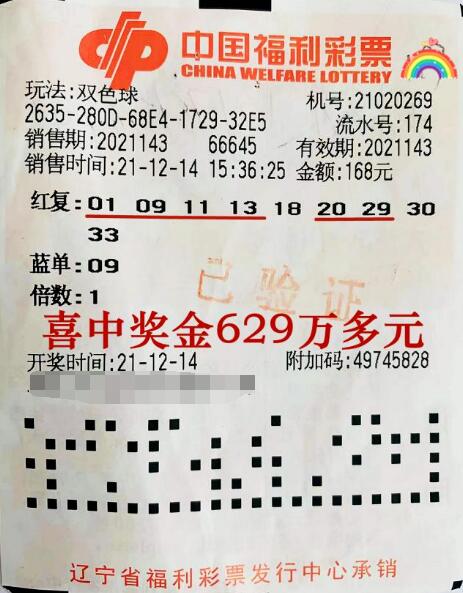 中国福利彩票
CHINA WELFARE LOTTERY
玩法:双色球 机号:21020269
2635-280D-68E4-1729-32E5 流水号:174
销售期:2021143 66645 有效期:2021143
销售时间:21-12-14 15:36:25 金额:168元
红复:01 09 11 13 18 20 29 30
33
蓝单:09
已验证
倍数:1
喜中奖金629万多元
开奖时间:21-12-14 附加码:49745828
辽宁省福利彩票发行中心承销